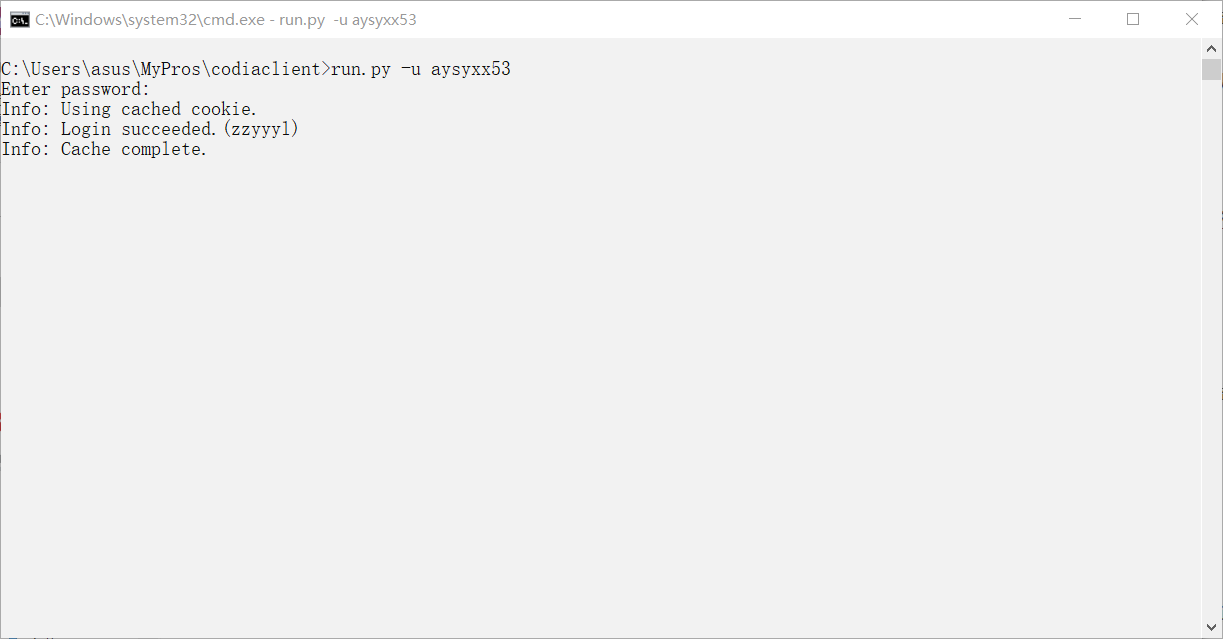 C:\Windows\system32\cmd.exe - run.py  -u aysyxx53
C:\Users\asus\MyPros\codiaclient>run.py -u aysyxx53
Enter password:
Info: Using cached cookie.
Info: Login succeeded.(zzyyyl)
Info: Cache complete.